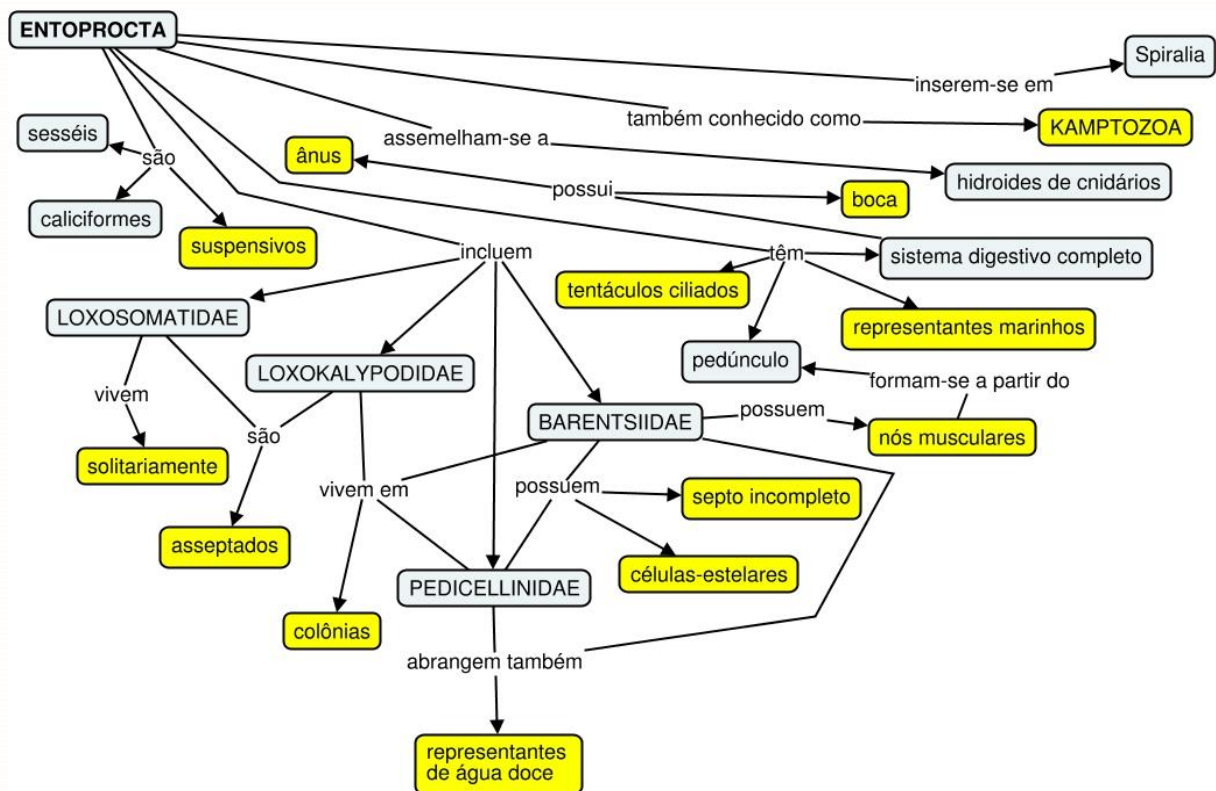 ENTOPROCTA
Spiralia
inserem-se em
também conhecido como
KAMPTOZOA
sesséis
assemelham-se a
ânus
são
possui
hidroides de cnidários
boca
caliciformes
suspensivos
incluem
têm
sistema digestivo completo
tentáculos ciliados
LOXOSOMATIDAE
representantes marinhos
LOXOKALYPODIDAE
pedúnculo
formam-se a partir do
vivem
BARENTSIIDAE
possuem
são
nós musculares
solitariamente
vivem em
possuem
septo incompleto
asseptados
células-estelares
PEDICELLINIDAE
colônias
abrangem também
representantes
de água doce